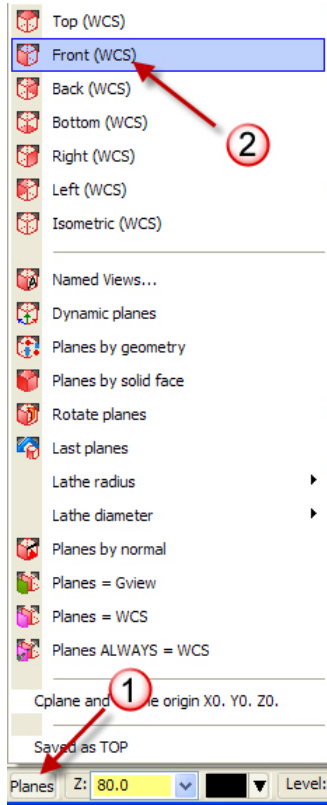 Top (WCS)
Front (WCS)
Back (WCS)
2
Bottom (WCS)
Right (WCS)
Left (WCS)
Isometric (WCS)
Named Views...
Dynamic planes
Planes by geometry
Planes by solid face
Rotate planes
Last planes
Lathe radius
Lathe diameter
Planes by normal
Planes = Gview
Planes = WCS
Planes ALWAYS = WCS
1
Cplane and e origin X0. Y0. Z0.
Saved as TOP
Planes Z: 80.0 Level: